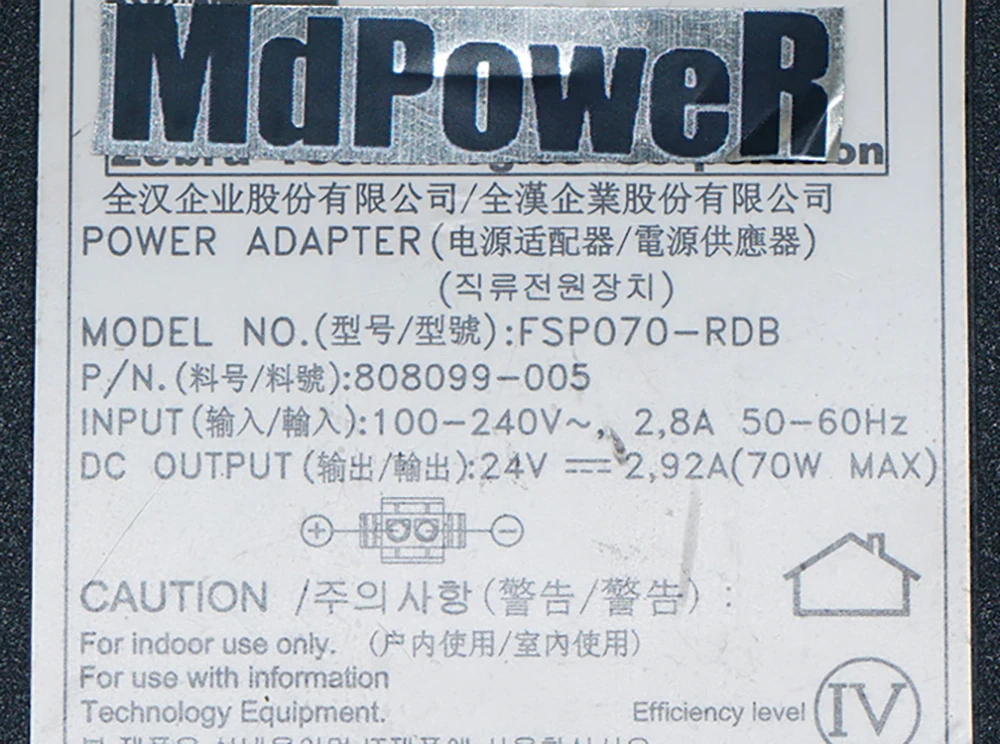 MdPoweR
全汉企业股份有限公司/全漢企業股份有限公司
POWER ADAPTER(电源适配器/電源供應器)
(직류전원장치)
MODEL NO.(型号/型號):FSP070-RDB
P/N.(料号/料號):808099-005
INPUT(输入/輸入):100-240V~, 2,8A 50-60Hz
DC OUTPUT(输出/輸出):24V ⎓ 2,92A(70W MAX)
+ -
CAUTION /주의사항(警告/警告):
For indoor use only. (户内使用/室內使用)
For use with information
Technology Equipment.
Efficiency level IV